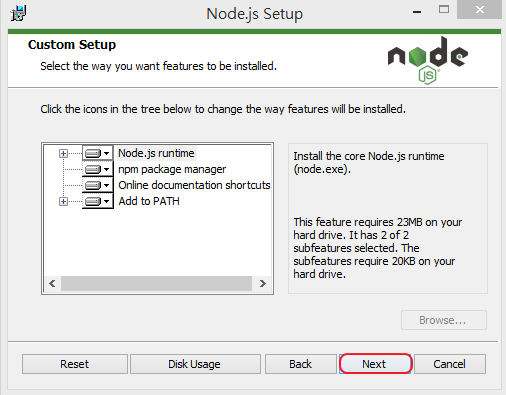 Node.js Setup
Custom Setup
Select the way you want features to be installed.
node
JS
Click the icons in the tree below to change the way features will be installed.
Node.js runtime
npm package manager
Online documentation shortcuts
Add to PATH
Install the core Node.js runtime
(node.exe).
This feature requires 23MB on your
hard drive. It has 2 of 2
subfeatures selected. The
subfeatures require 20KB on your
hard drive.
Browse...
Reset
Disk Usage
Back
Next
Cancel